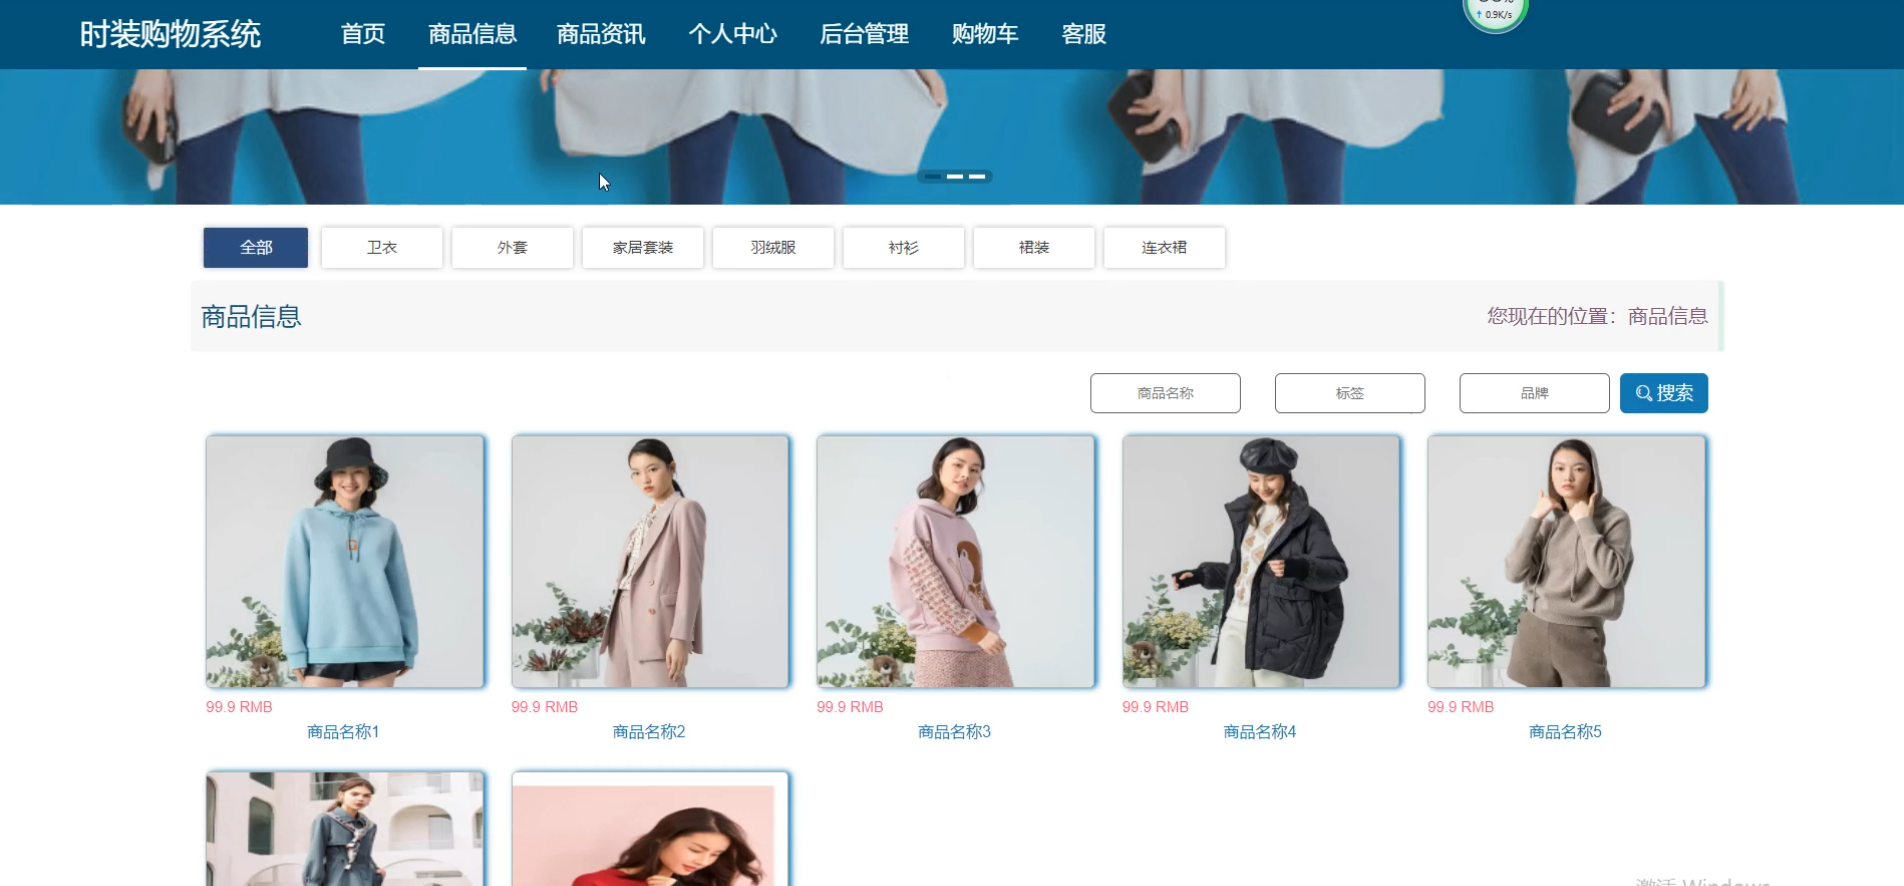 时装购物系统 首页 商品信息 商品资讯 个人中心 后台管理 购物车 客服
↑ 0.9K/s
全部 卫衣 外套 家居套装 羽绒服 衬衫 裙装 连衣裙
商品信息 您现在的位置：商品信息
商品名称 标签 品牌 搜索
99.9 RMB 99.9 RMB 99.9 RMB 99.9 RMB 99.9 RMB
商品名称1 商品名称2 商品名称3 商品名称4 商品名称5
激活 Windows